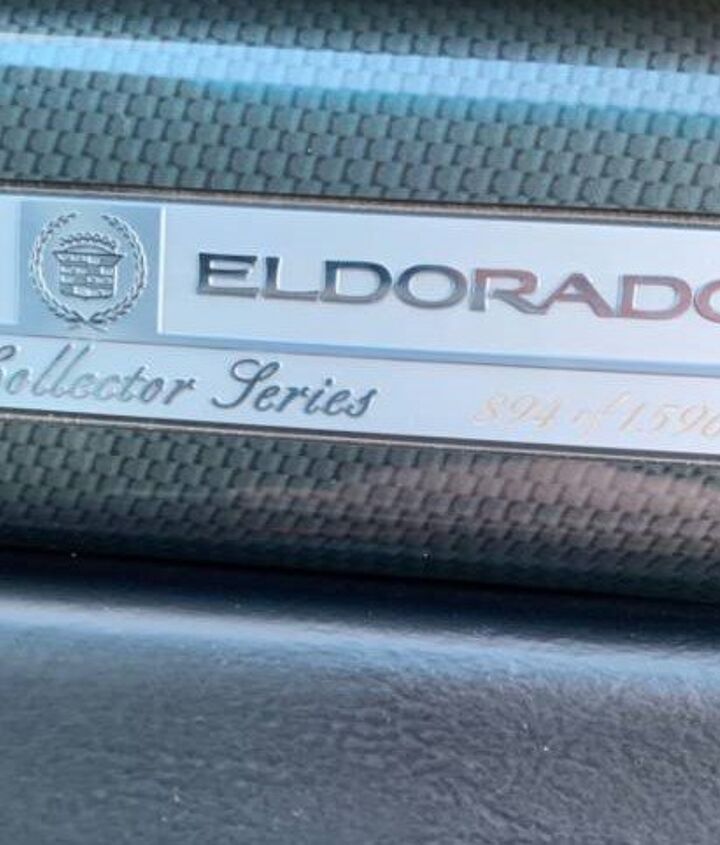 ELDORADO
Collector Series 894 of 1596